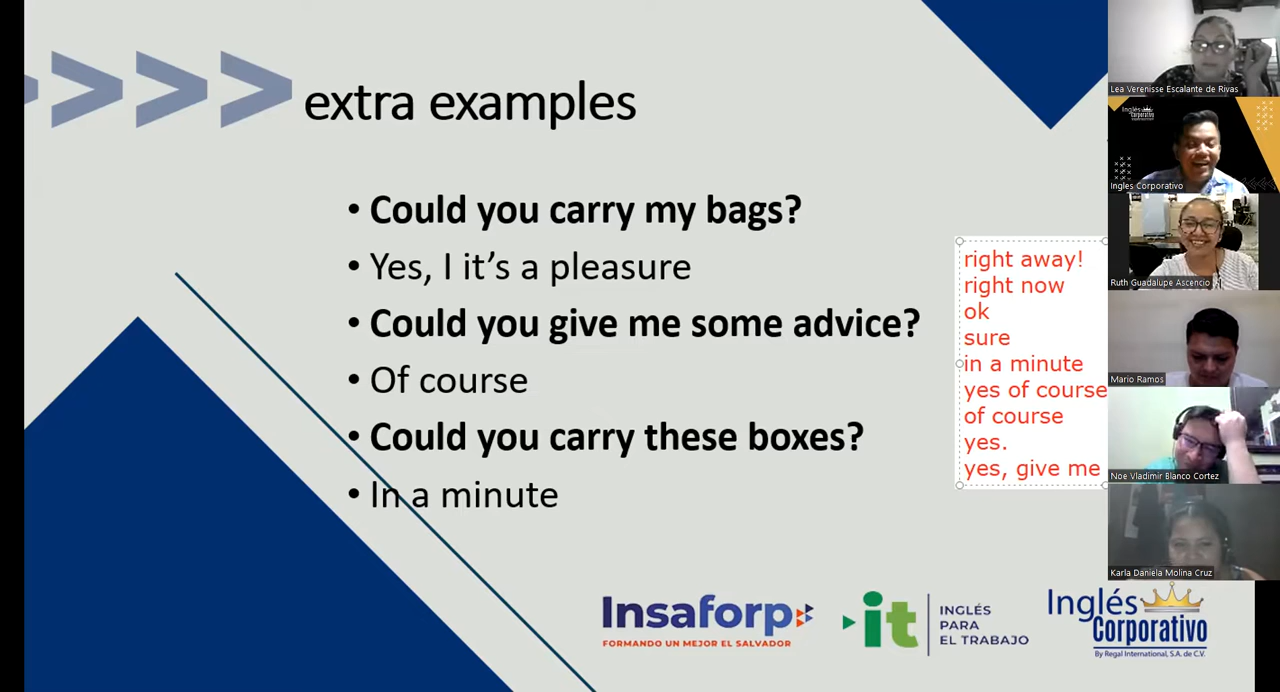 extra examples
• Could you carry my bags?
• Yes, I it's a pleasure
• Could you give me some advice?
• Of course
• Could you carry these boxes?
• In a minute
right away!
right now
ok
sure
in a minute
yes of course
of course
yes.
yes, give me
Lea Verenisse Escalante de Rivas
Inglés
Corporativo
Ingles Corporativo
Ruth Guadalupe Ascencio
Mario Ramos
Noe Vladimir Blanco Cortez
Karla Daniela Molina Cruz
Insaforp
FORMANDO UN MEJOR EL SALVADOR
it
INGLÉS
PARA
EL TRABAJO
Inglés
Corporativo
By Regal International, S.A. de C.V.